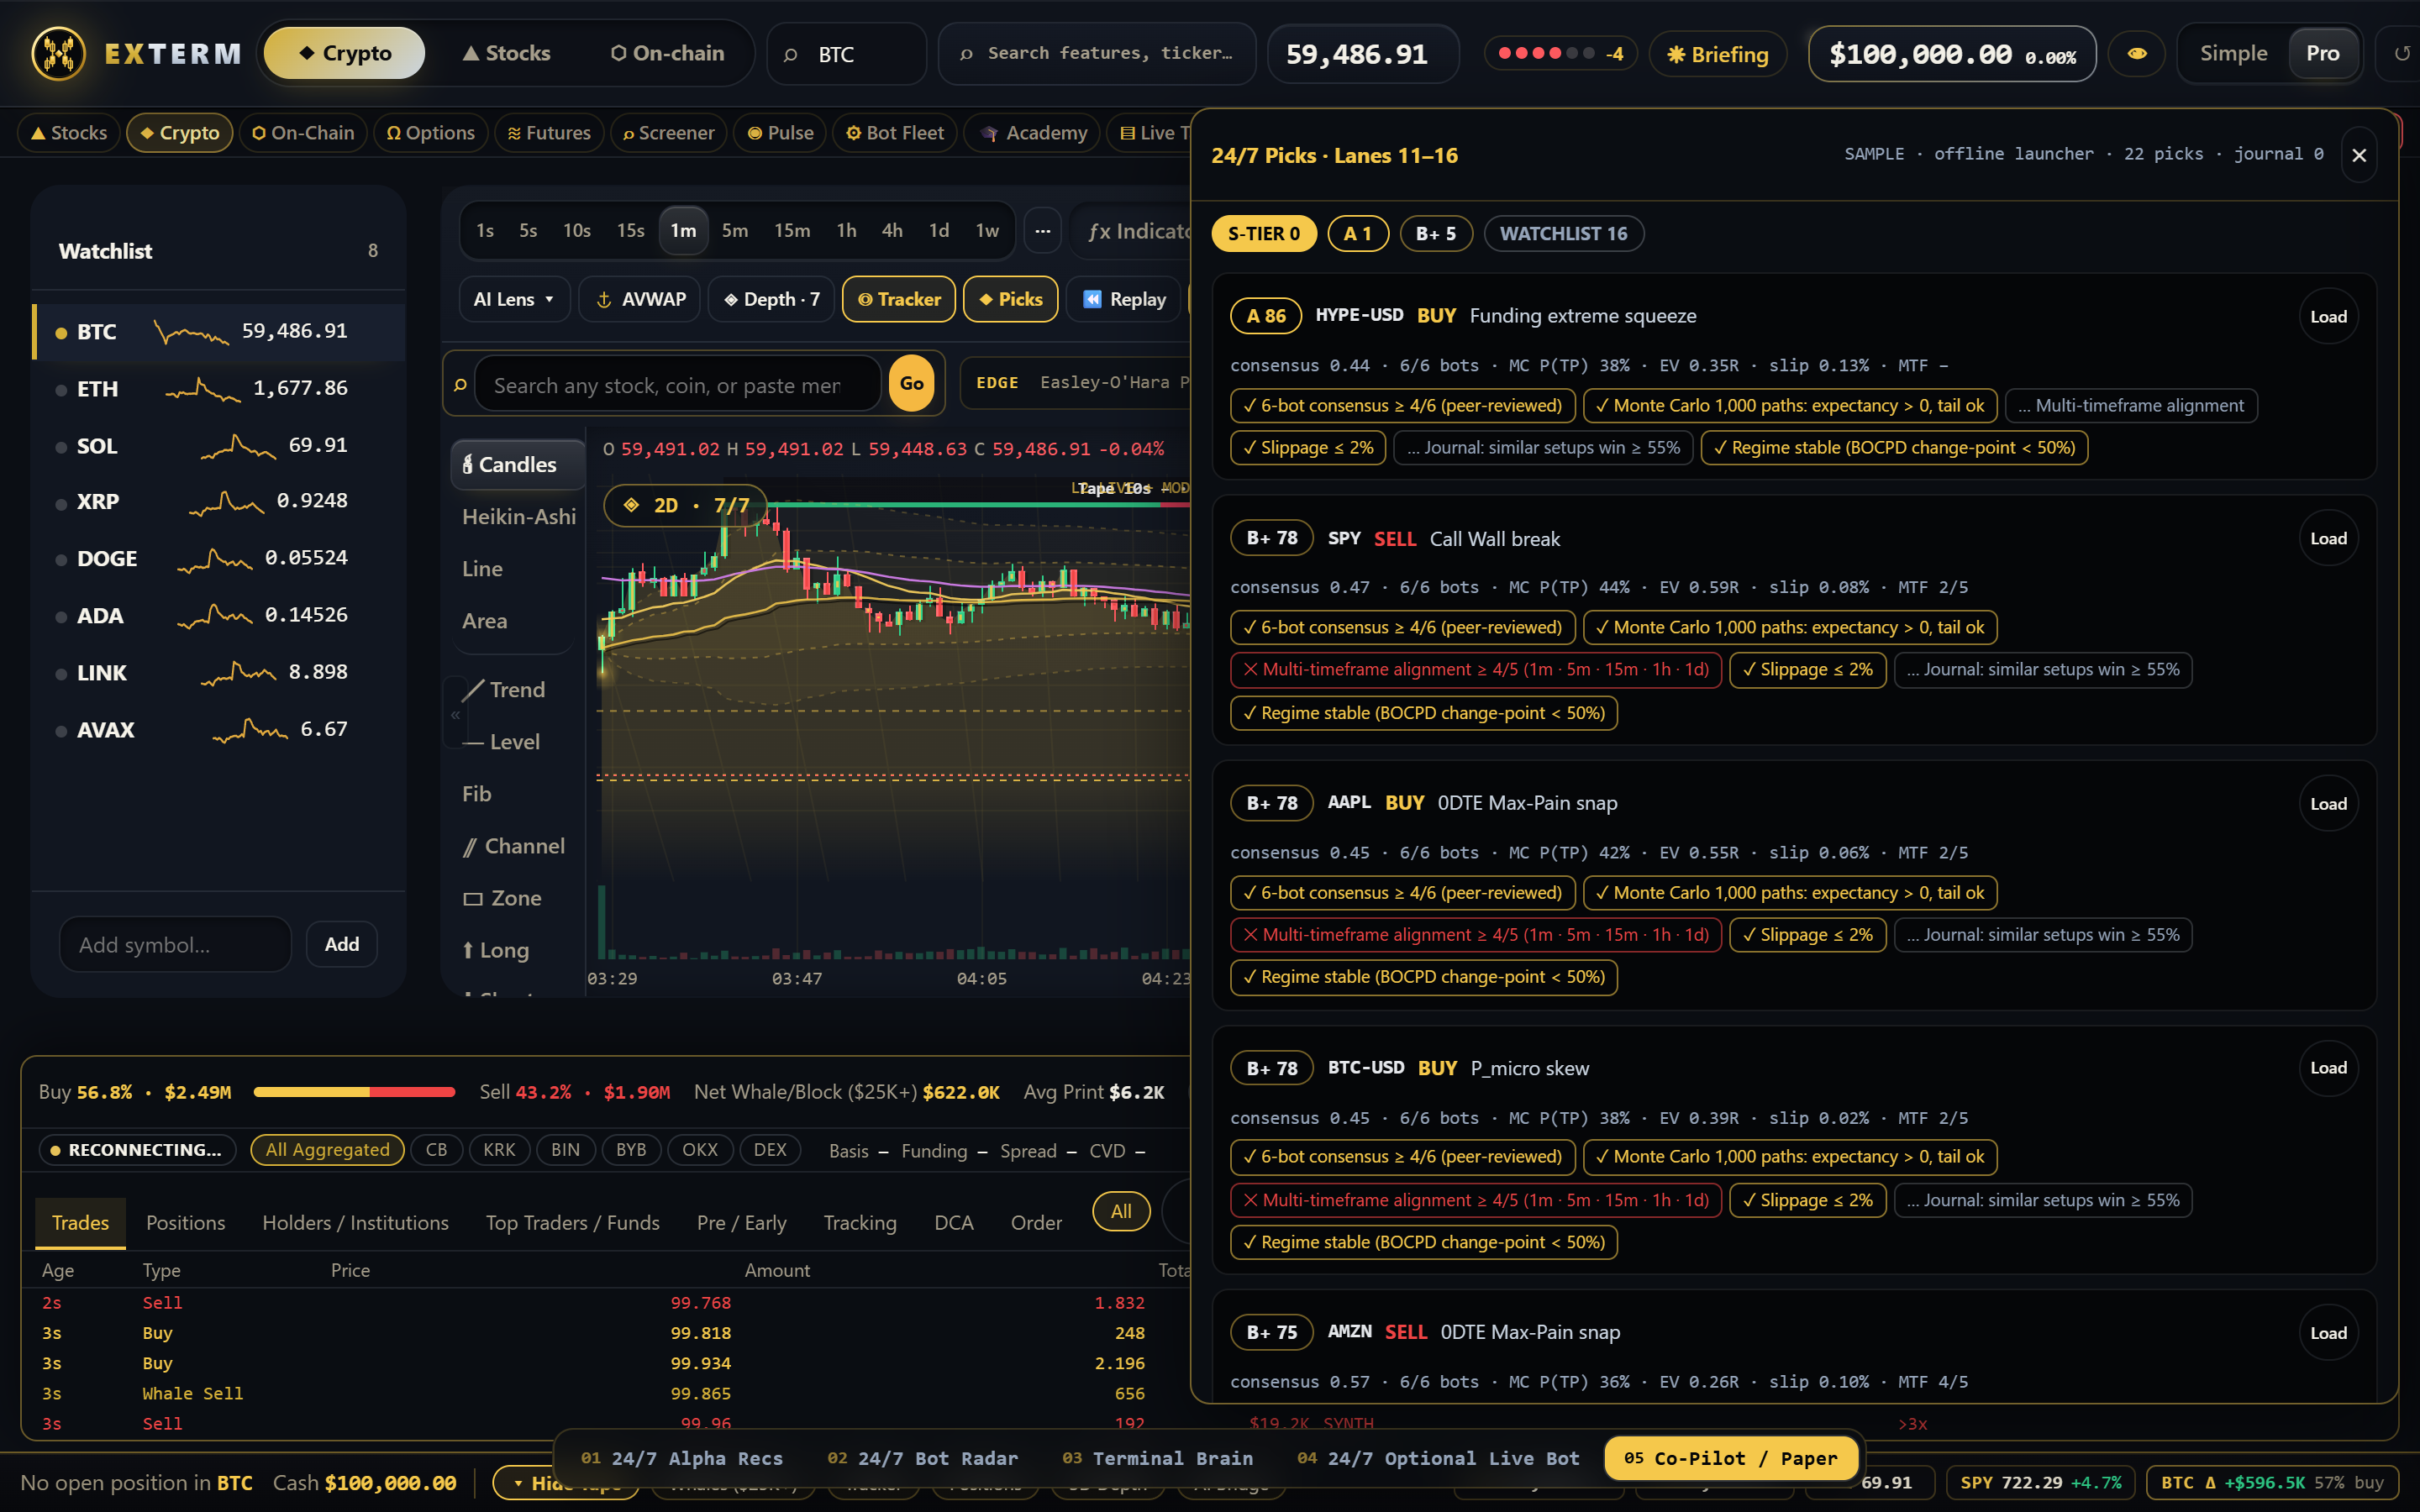 EXTERM
Crypto Stocks On-chain
BTC
Search features, ticker...
59,486.91
-4
Briefing
$100,000.00 0.00%
Simple Pro
Stocks Crypto On-Chain Options Futures Screener Pulse Bot Fleet Academy Live T
Watchlist 8
BTC 59,486.91
ETH 1,677.86
SOL 69.91
XRP 0.9248
DOGE 0.05524
ADA 0.14526
LINK 8.898
AVAX 6.67
Add symbol... Add
1s 5s 10s 15s 1m 5m 15m 1h 4h 1d 1w ... ƒx Indicato
AI Lens ▾ AVWAP Depth · 7 Tracker Picks Replay
Search any stock, coin, or paste mer Go
EDGE Easley-O'Hara P
Candles
Heikin-Ashi
Line
Area
Trend
« Level
Fib
Channel
Zone
Long
O 59,491.02 H 59,491.02 L 59,448.63 C 59,486.91 -0.04%
2D · 7/7
Tape 10s
03:29 03:47 04:05 04:23
24/7 Picks · Lanes 11–16
SAMPLE · offline launcher · 22 picks · journal 0
S-TIER 0 A 1 B+ 5 WATCHLIST 16
A 86 HYPE-USD BUY Funding extreme squeeze Load
consensus 0.44 · 6/6 bots · MC P(TP) 38% · EV 0.35R · slip 0.13% · MTF –
✓ 6-bot consensus ≥ 4/6 (peer-reviewed) ✓ Monte Carlo 1,000 paths: expectancy > 0, tail ok … Multi-timeframe alignment
✓ Slippage ≤ 2% … Journal: similar setups win ≥ 55% ✓ Regime stable (BOCPD change-point < 50%)
B+ 78 SPY SELL Call Wall break Load
consensus 0.47 · 6/6 bots · MC P(TP) 44% · EV 0.59R · slip 0.08% · MTF 2/5
✓ 6-bot consensus ≥ 4/6 (peer-reviewed) ✓ Monte Carlo 1,000 paths: expectancy > 0, tail ok
✕ Multi-timeframe alignment ≥ 4/5 (1m · 5m · 15m · 1h · 1d) ✓ Slippage ≤ 2% … Journal: similar setups win ≥ 55%
✓ Regime stable (BOCPD change-point < 50%)
B+ 78 AAPL BUY 0DTE Max-Pain snap Load
consensus 0.45 · 6/6 bots · MC P(TP) 42% · EV 0.55R · slip 0.06% · MTF 2/5
✓ 6-bot consensus ≥ 4/6 (peer-reviewed) ✓ Monte Carlo 1,000 paths: expectancy > 0, tail ok
✕ Multi-timeframe alignment ≥ 4/5 (1m · 5m · 15m · 1h · 1d) ✓ Slippage ≤ 2% … Journal: similar setups win ≥ 55%
✓ Regime stable (BOCPD change-point < 50%)
B+ 78 BTC-USD BUY P_micro skew Load
consensus 0.45 · 6/6 bots · MC P(TP) 38% · EV 0.39R · slip 0.02% · MTF 2/5
✓ 6-bot consensus ≥ 4/6 (peer-reviewed) ✓ Monte Carlo 1,000 paths: expectancy > 0, tail ok
✕ Multi-timeframe alignment ≥ 4/5 (1m · 5m · 15m · 1h · 1d) ✓ Slippage ≤ 2% … Journal: similar setups win ≥ 55%
✓ Regime stable (BOCPD change-point < 50%)
B+ 75 AMZN SELL 0DTE Max-Pain snap Load
consensus 0.57 · 6/6 bots · MC P(TP) 36% · EV 0.26R · slip 0.10% · MTF 4/5
Buy 56.8% · $2.49M Sell 43.2% · $1.90M Net Whale/Block ($25K+) $622.0K Avg Print $6.2K
RECONNECTING... All Aggregated CB KRK BIN BYB OKX DEX Basis – Funding – Spread – CVD –
Trades Positions Holders / Institutions Top Traders / Funds Pre / Early Tracking DCA Order All
Age Type Price Amount Tota
2s Sell 99.768 1.832
3s Buy 99.818 248
3s Buy 99.934 2.196
3s Whale Sell 99.865 656
3s Sell 99.96 192 $19.2K SYNTH >3x
01 24/7 Alpha Recs 02 24/7 Bot Radar 03 Terminal Brain 04 24/7 Optional Live Bot 05 Co-Pilot / Paper
No open position in BTC Cash $100,000.00 ▾ Hide Tape 69.91 SPY 722.29 +4.7% BTC Δ +$596.5K 57% buy